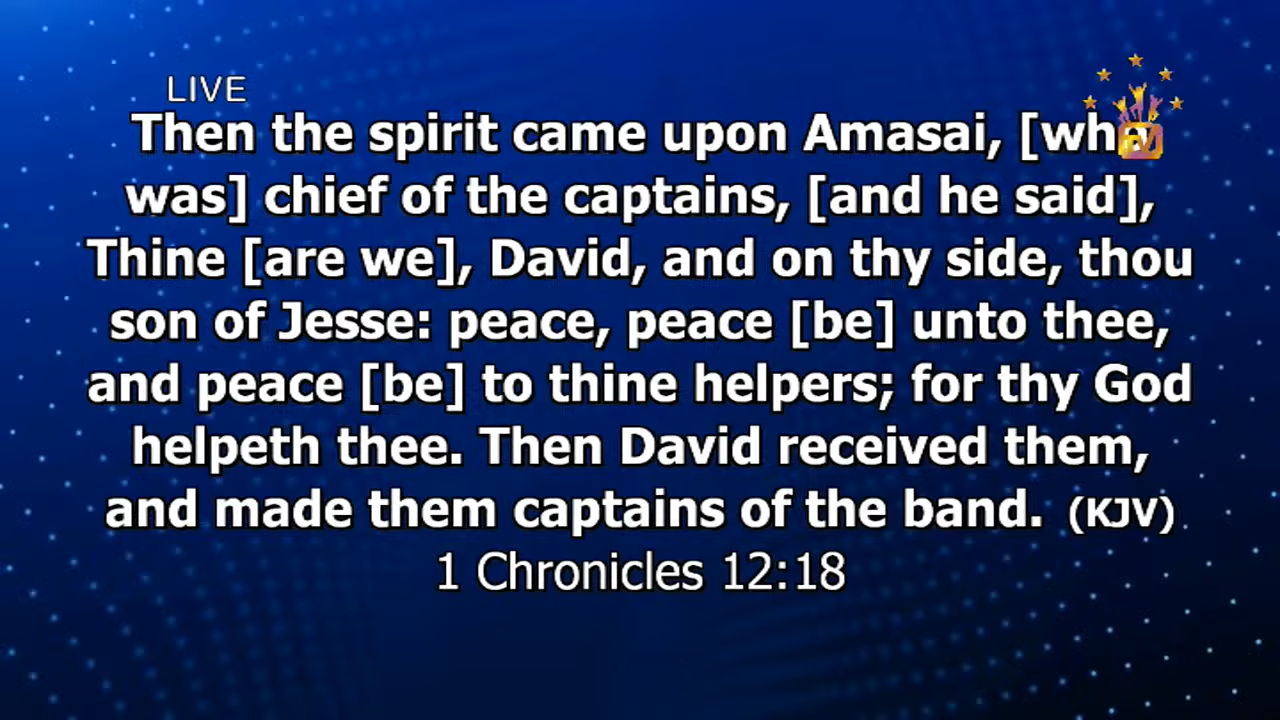 LIVE
Then the spirit came upon Amasai, [who
was] chief of the captains, [and he said],
Thine [are we], David, and on thy side, thou
son of Jesse: peace, peace [be] unto thee,
and peace [be] to thine helpers; for thy God
helpeth thee. Then David received them,
and made them captains of the band. (KJV)
1 Chronicles 12:18